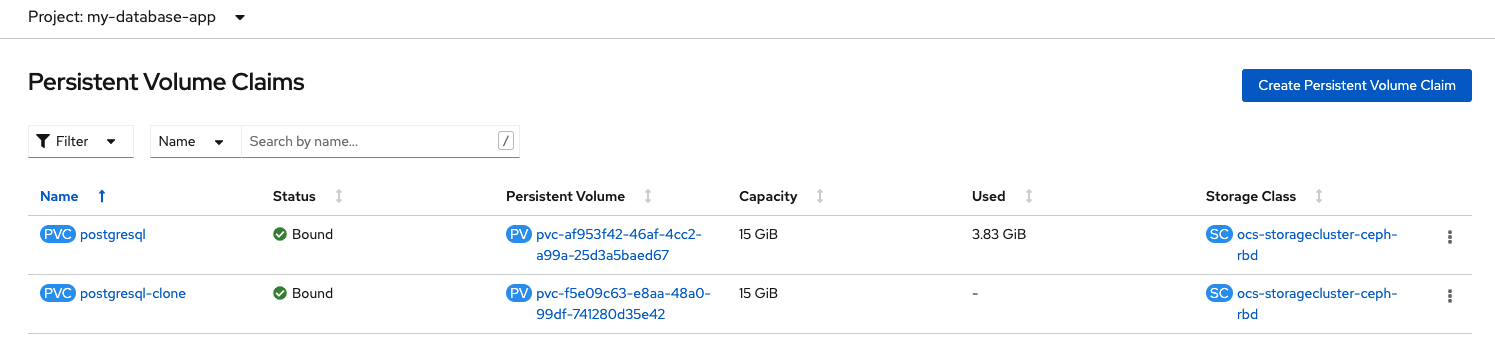 Project: my-database-app
Persistent Volume Claims
Create Persistent Volume Claim
Filter Name Search by name... /
Name Status Persistent Volume Capacity Used Storage Class
PVC postgresql Bound PV pvc-af953f42-46af-4cc2- 15 GiB 3.83 GiB SC ocs-storagecluster-ceph-
a99a-25d3a5baed67 rbd
PVC postgresql-clone Bound PV pvc-f5e09c63-e8aa-48a0- 15 GiB - SC ocs-storagecluster-ceph-
99df-741280d35e42 rbd